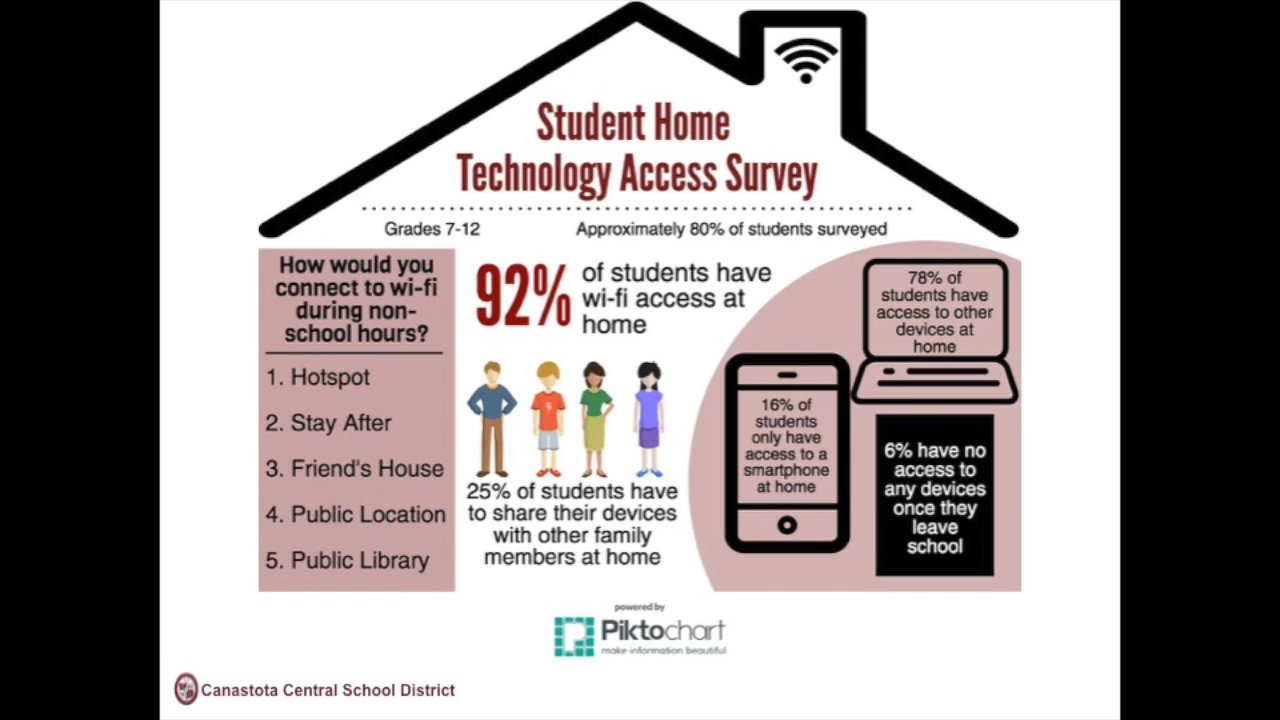 Student Home
Technology Access Survey
Grades 7-12
Approximately 80% of students surveyed
How would you
connect to wi-fi
during non-
school hours?
1. Hotspot
2. Stay After
3. Friend's House
4. Public Location
5. Public Library
92%
of students have
wi-fi access at
home
25% of students have
to share their devices
with other family
members at home
16% of
students
only have
access to a
smartphone
at home
78% of
students have
access to other
devices at
home
6% have no
access to
any devices
once they
leave
school
powered by
Piktochart
make information beautiful
Canastota Central School District